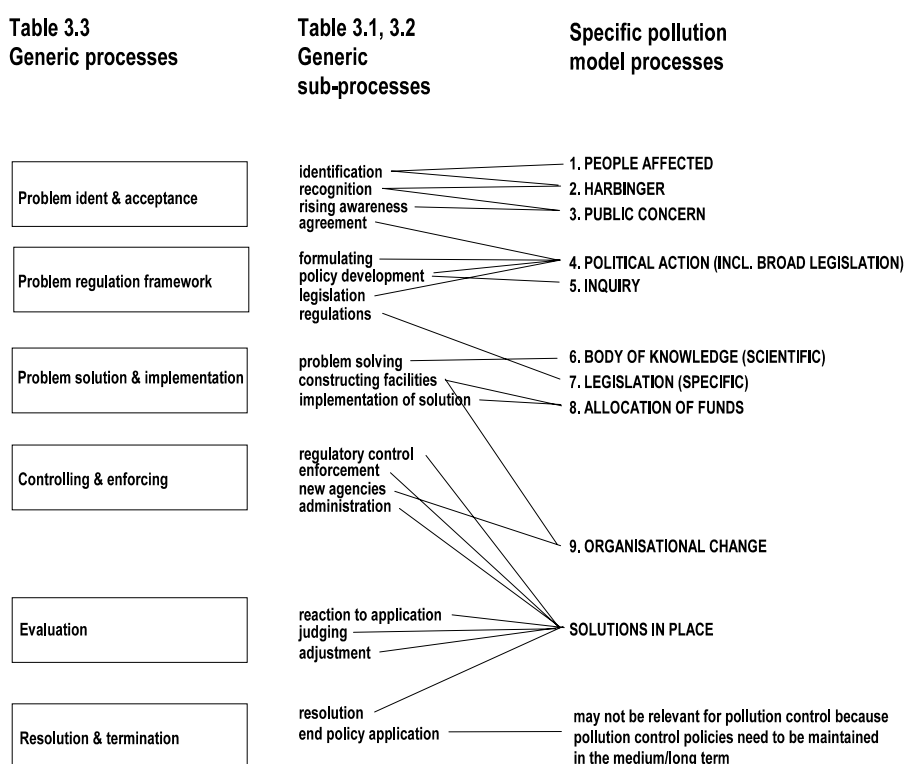 Table 3.3
Generic processes
Table 3.1, 3.2
Generic
sub-processes
Specific pollution
model processes
Problem ident & acceptance
identification
recognition
rising awareness
agreement
1. PEOPLE AFFECTED
2. HARBINGER
3. PUBLIC CONCERN
Problem regulation framework
formulating
policy development
legislation
regulations
4. POLITICAL ACTION (INCL. BROAD LEGISLATION)
5. INQUIRY
Problem solution & implementation
problem solving
constructing facilities
implementation of solution
6. BODY OF KNOWLEDGE (SCIENTIFIC)
7. LEGISLATION (SPECIFIC)
8. ALLOCATION OF FUNDS
Controlling & enforcing
regulatory control
enforcement
new agencies
administration
9. ORGANISATIONAL CHANGE
Evaluation
reaction to application
judging
adjustment
SOLUTIONS IN PLACE
Resolution & termination
resolution
end policy application
may not be relevant for pollution control because
pollution control policies need to be maintained
in the medium/long term